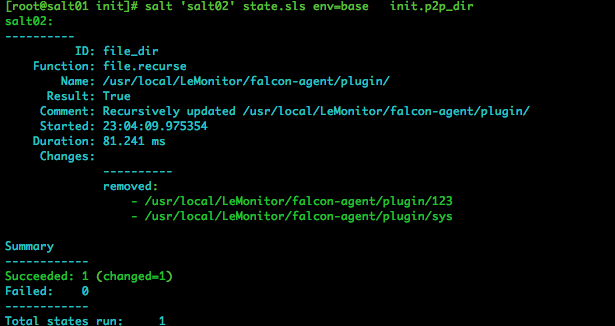 [root@salt01 init]# salt 'salt02' state.sls env=base   init.p2p_dir
salt02:
----------
          ID: file_dir
    Function: file.recurse
        Name: /usr/local/LeMonitor/falcon-agent/plugin/
      Result: True
     Comment: Recursively updated /usr/local/LeMonitor/falcon-agent/plugin/
     Started: 23:04:09.975354
    Duration: 81.241 ms
     Changes:
              ----------
              removed:
                  - /usr/local/LeMonitor/falcon-agent/plugin/123
                  - /usr/local/LeMonitor/falcon-agent/plugin/sys
Summary
------------
Succeeded: 1 (changed=1)
Failed:    0
------------
Total states run:     1